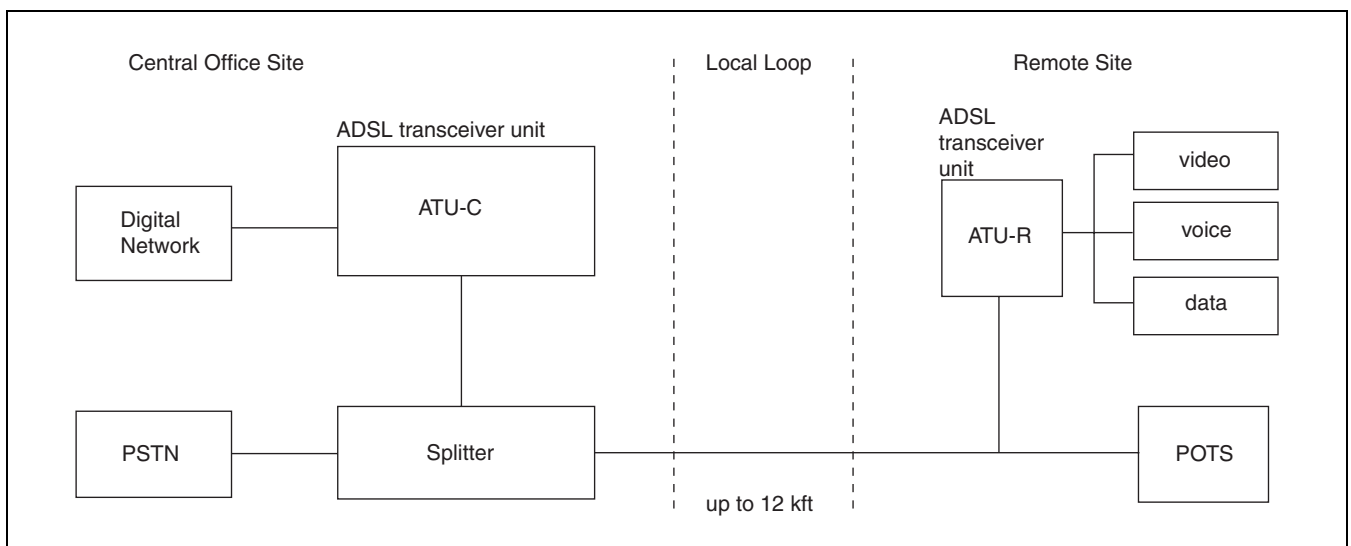 Central Office Site
Local Loop
Remote Site
ADSL transceiver unit
ADSL
transceiver
unit
ATU-C
Digital
Network
ATU-R
video
voice
data
PSTN
Splitter
POTS
up to 12 kft